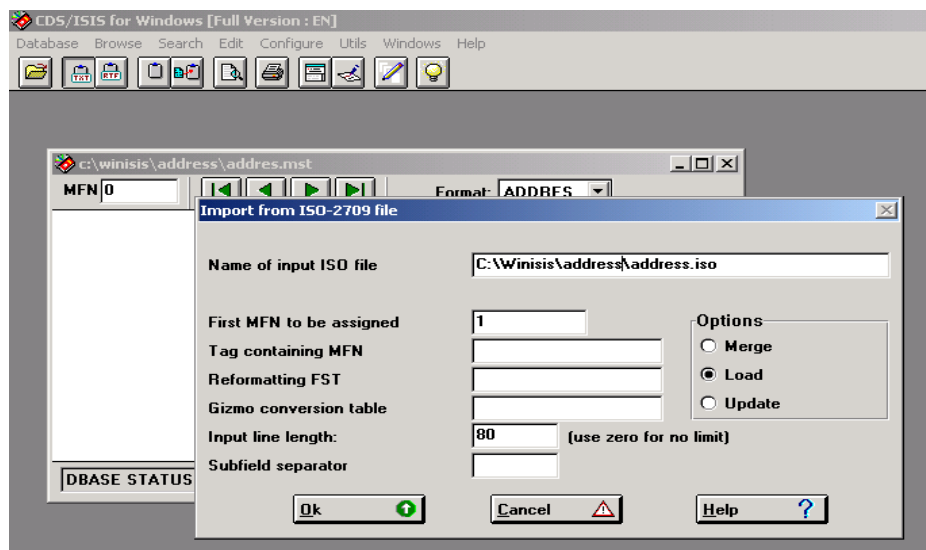 CDS/ISIS for Windows [Full Version : EN]
Database Browse Search Edit Configure Utils Windows Help
TXT RTF
c:\winisis\address\addres.mst
MFN 0 Format: ADDRES
Import from ISO-2709 file
Name of input ISO file C:\Winisis\address\address.iso
First MFN to be assigned 1 Options
Tag containing MFN Merge
Reformatting FST Load
Gizmo conversion table Update
Input line length: 80 (use zero for no limit)
Subfield separator
DBASE STATUS
Ok Cancel Help ?